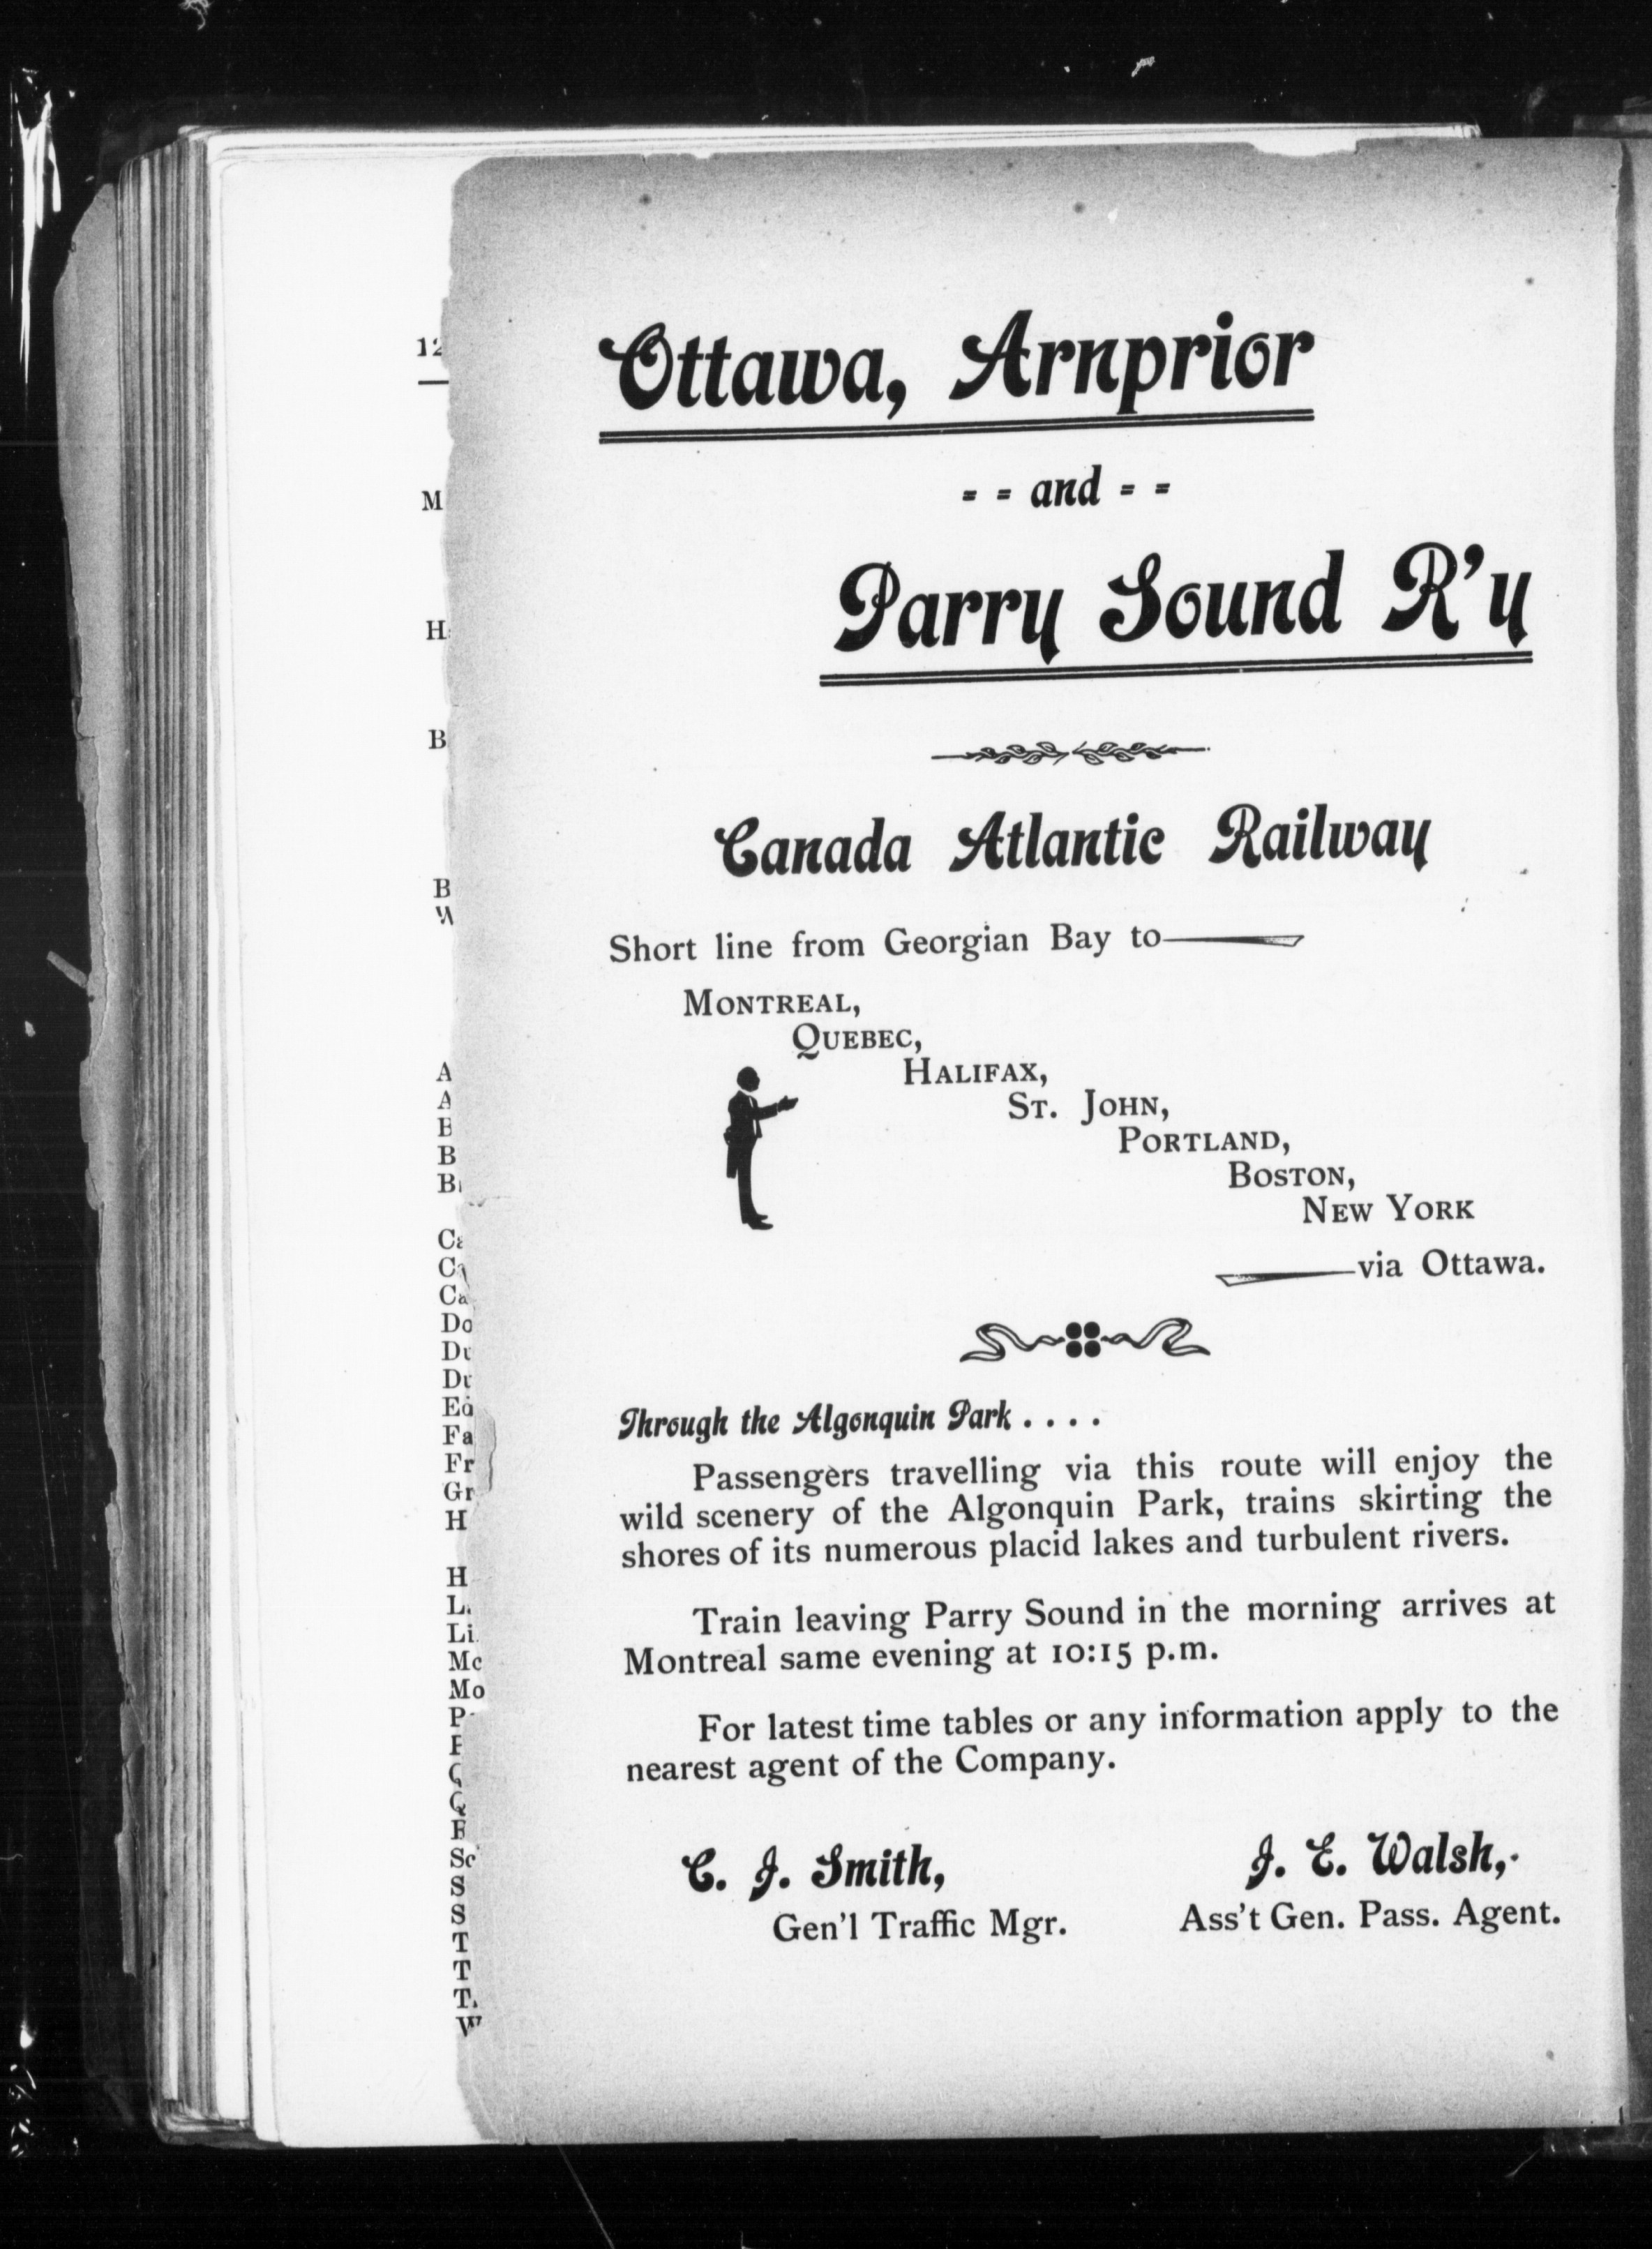 Ottawa, Arnprior
- - and - -
Parry Sound R'y
Canada Atlantic Railway
Short line from Georgian Bay to
MONTREAL,
QUEBEC,
HALIFAX,
ST. JOHN,
PORTLAND,
BOSTON,
NEW YORK
via Ottawa.
Through the Algonquin Park . . . .
Passengers travelling via this route will enjoy the
wild scenery of the Algonquin Park, trains skirting the
shores of its numerous placid lakes and turbulent rivers.
Train leaving Parry Sound in the morning arrives at
Montreal same evening at 10:15 p.m.
For latest time tables or any information apply to the
nearest agent of the Company.
C. J. Smith,
Gen'l Traffic Mgr.
J. E. Walsh,
Ass't Gen. Pass. Agent.